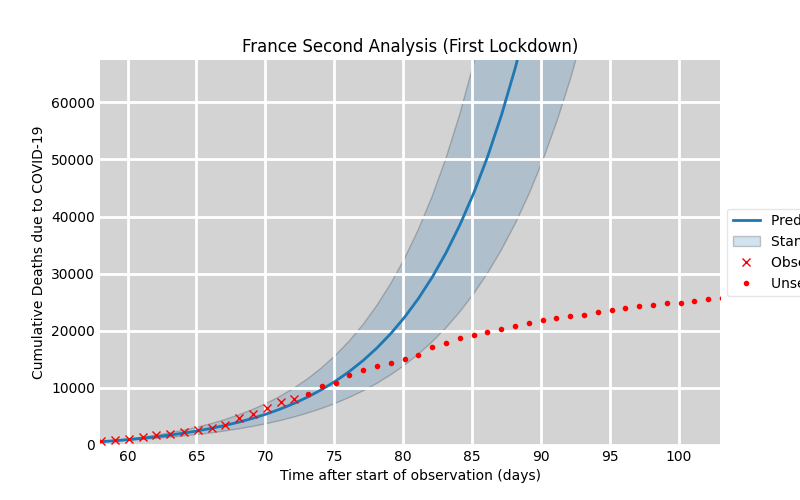 France Second Analysis (First Lockdown)
Cumulative Deaths due to COVID-19
60000
50000
40000
30000
20000
10000
0
60 65 70 75 80 85 90 95 100
Time after start of observation (days)
Pred
Stan
Obse
Unse